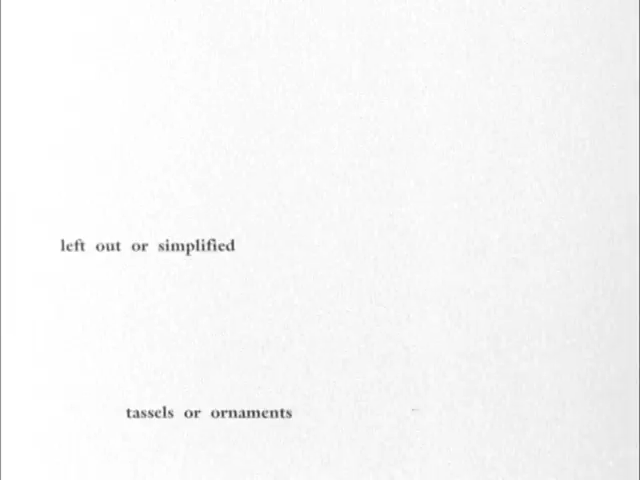 left out or simplified
tassels or ornaments